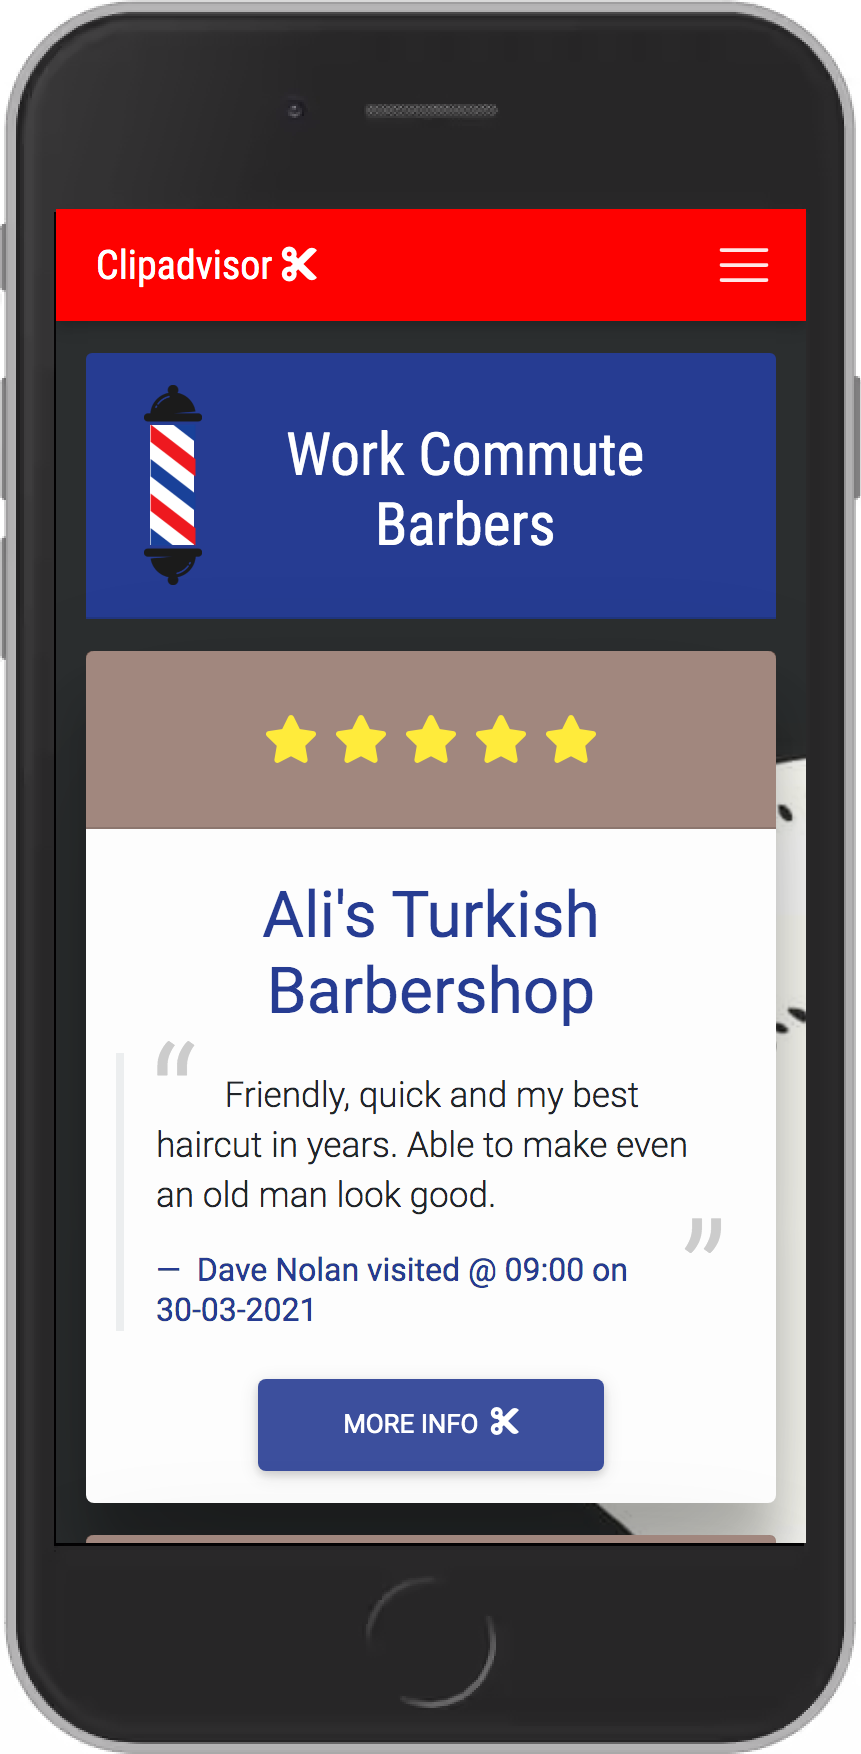 Clipadvisor
Work Commute
Barbers
Ali's Turkish
Barbershop
“ Friendly, quick and my best
haircut in years. Able to make even
an old man look good. ”
— Dave Nolan visited @ 09:00 on
30-03-2021
MORE INFO